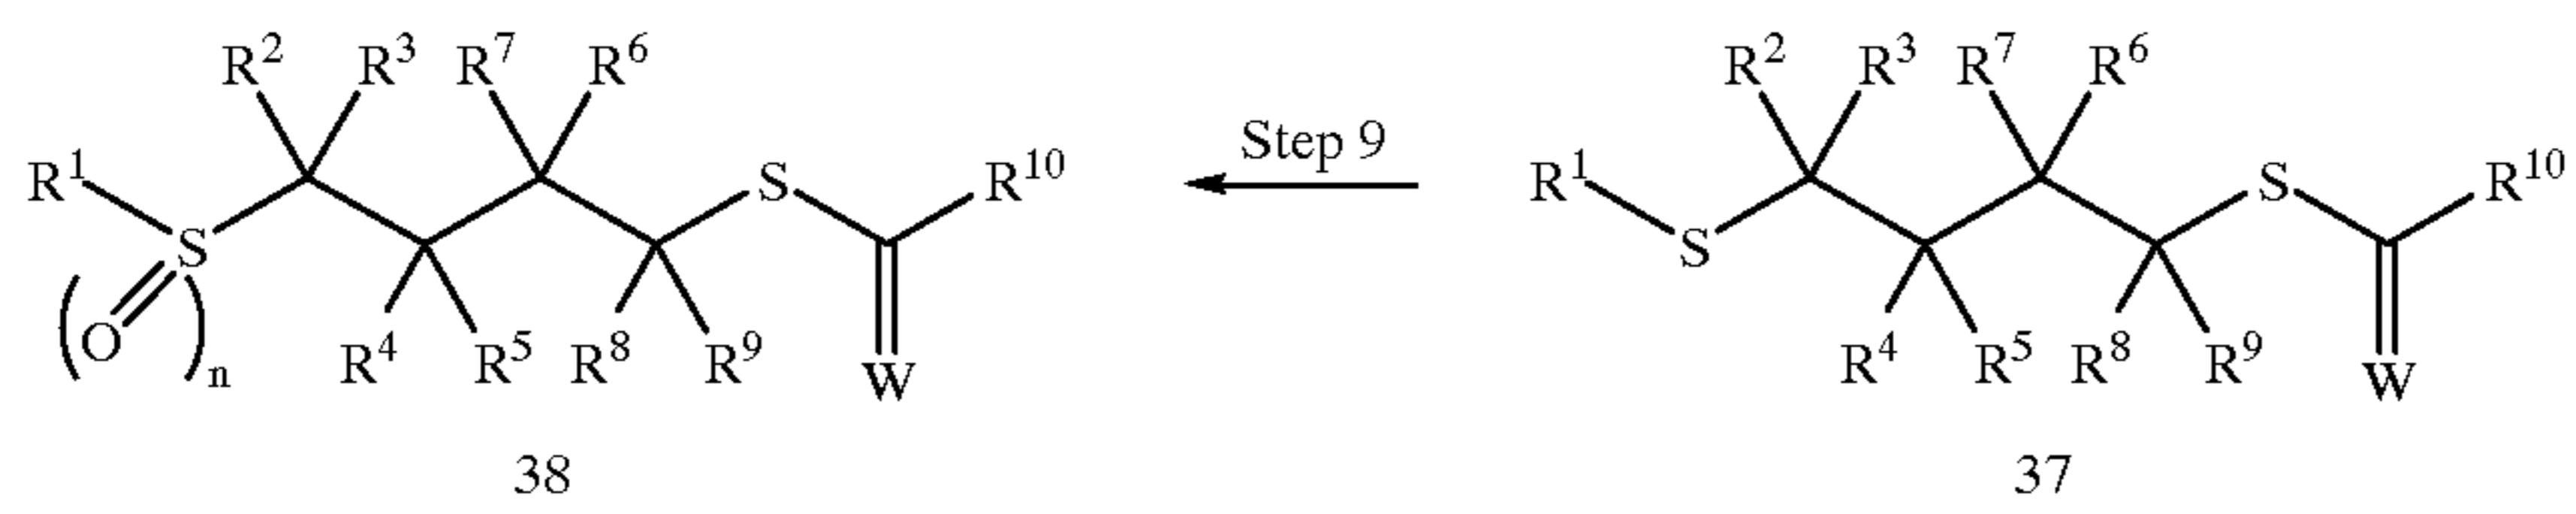 R² R³ R⁷ R⁶ R² R³ R⁷ R⁶
R¹ S R¹⁰ Step 9 R¹ S R¹⁰
S S
(O)n R⁴ R⁵ R⁸ R⁹ W R⁴ R⁵ R⁸ R⁹ W
38 37